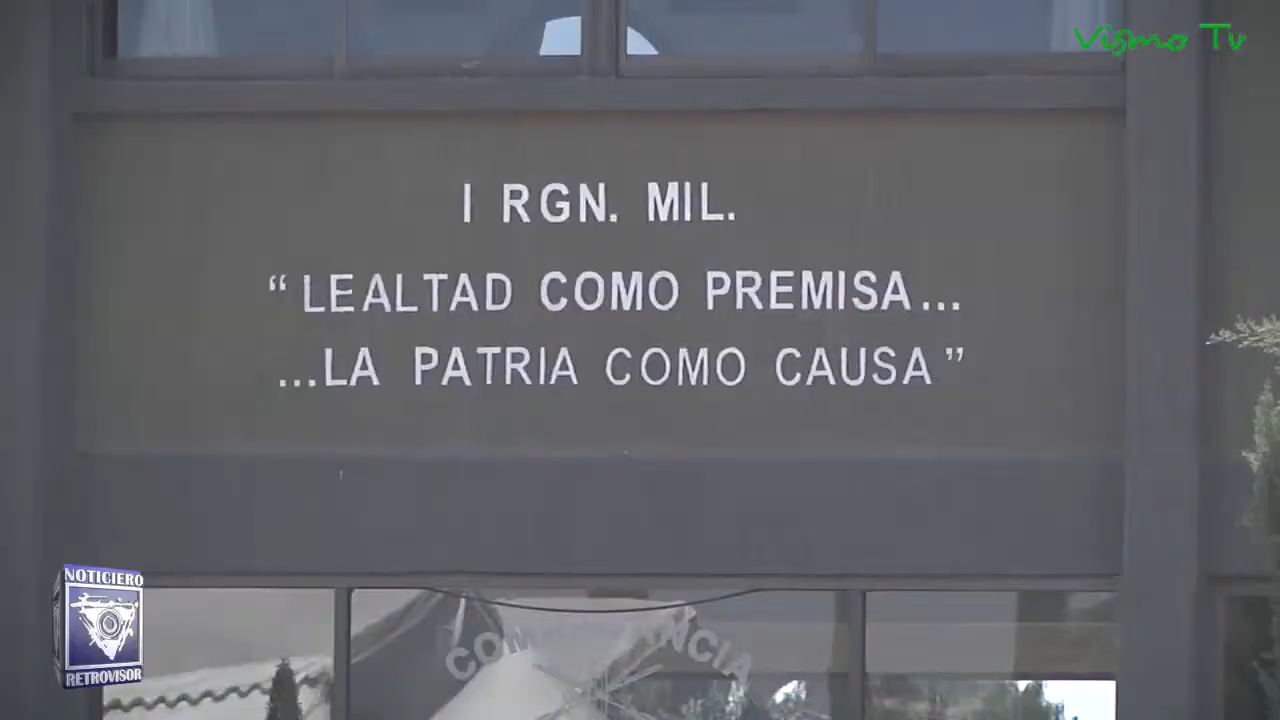 Vismo Tv
I RGN. MIL.
“ LEALTAD COMO PREMISA...
...LA PATRIA COMO CAUSA ”
NOTICIERO
RETROVISOR